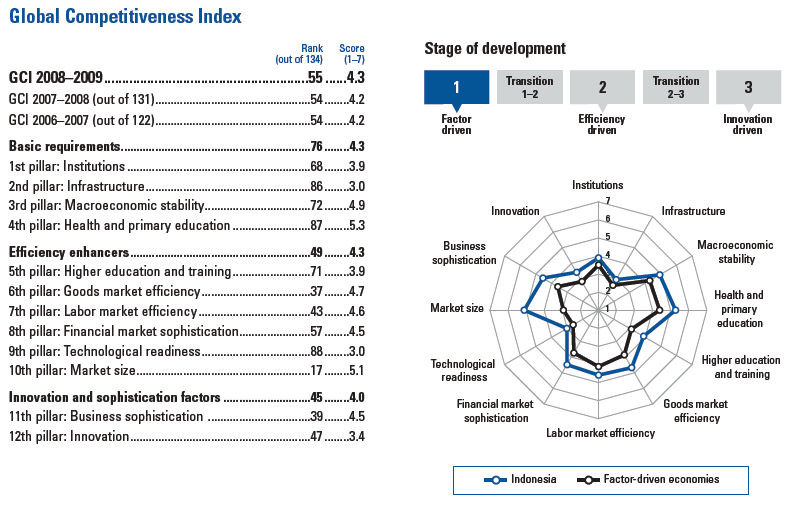 Global Competitiveness Index
Rank Score
(out of 134) (1–7)
GCI 2008–2009 55 4.3
GCI 2007–2008 (out of 131) 54 4.2
GCI 2006–2007 (out of 122) 54 4.2
Basic requirements 76 4.3
1st pillar: Institutions 68 3.9
2nd pillar: Infrastructure 86 3.0
3rd pillar: Macroeconomic stability 72 4.9
4th pillar: Health and primary education 87 5.3
Efficiency enhancers 49 4.3
5th pillar: Higher education and training 71 3.9
6th pillar: Goods market efficiency 37 4.7
7th pillar: Labor market efficiency 43 4.6
8th pillar: Financial market sophistication 57 4.5
9th pillar: Technological readiness 88 3.0
10th pillar: Market size 17 5.1
Innovation and sophistication factors 45 4.0
11th pillar: Business sophistication 39 4.5
12th pillar: Innovation 47 3.4
Stage of development
1
Transition
1–2
2
Transition
2–3
3
Factor
driven
Efficiency
driven
Innovation
driven
Institutions
Infrastructure
Macroeconomic
stability
Health and
primary
education
Higher education
and training
Goods market
efficiency
Labor market efficiency
Financial market
sophistication
Technological
readiness
Market size
Business
sophistication
Innovation
7
6
5
4
2
1
Indonesia
Factor-driven economies